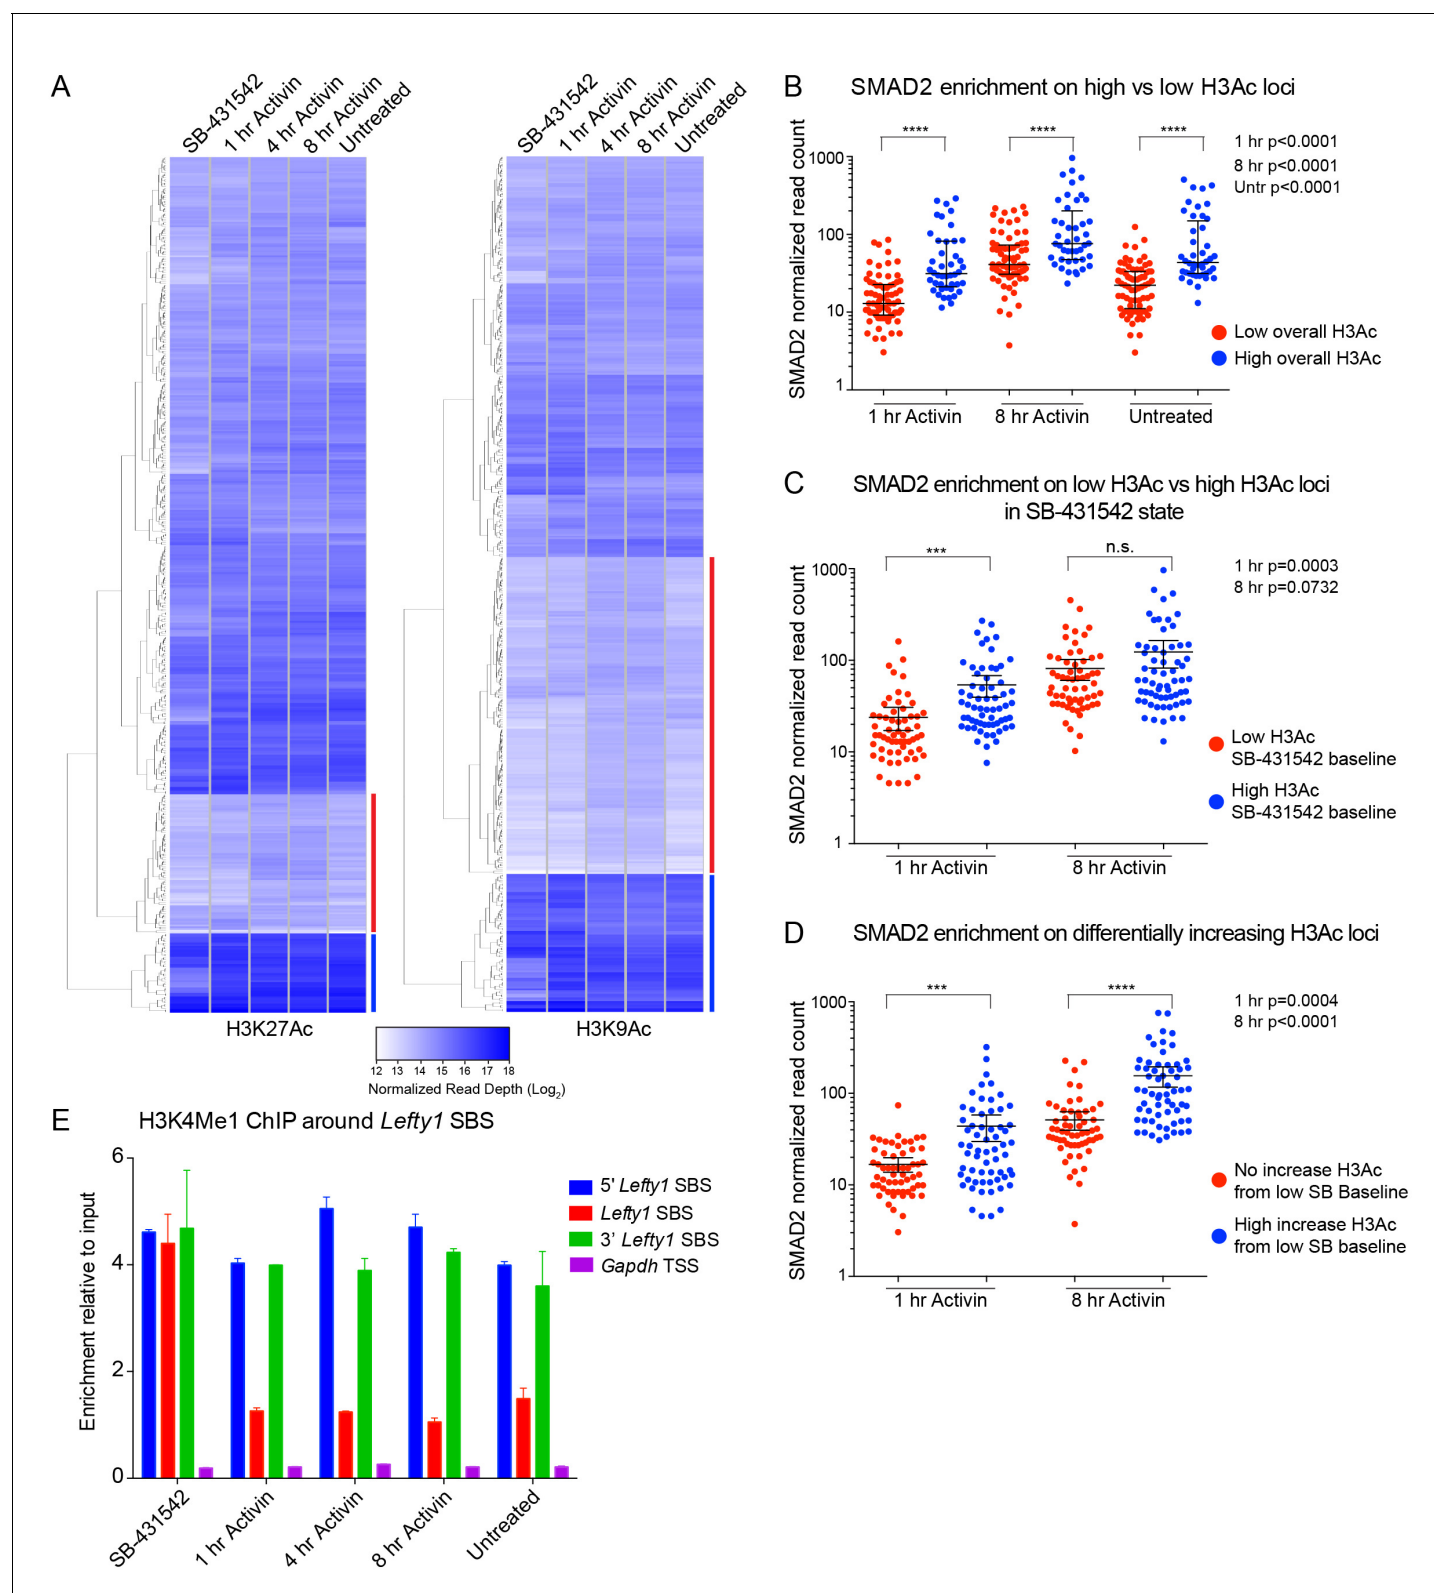 A
SB-431542
1 hr Activin
4 hr Activin
8 hr Activin
Untreated
SB-431542
1 hr Activin
4 hr Activin
8 hr Activin
Untreated
H3K27Ac
H3K9Ac
12 13 14 15 16 17 18
Normalized Read Depth (Log2)
B
SMAD2 enrichment on high vs low H3Ac loci
SMAD2 normalized read count
1000
100
10
1
****
****
****
1 hr p<0.0001
8 hr p<0.0001
Untr p<0.0001
Low overall H3Ac
High overall H3Ac
1 hr Activin
8 hr Activin
Untreated
C
SMAD2 enrichment on low H3Ac vs high H3Ac loci
in SB-431542 state
SMAD2 normalized read count
1000
100
10
1
***
n.s.
1 hr p=0.0003
8 hr p=0.0732
Low H3Ac
SB-431542 baseline
High H3Ac
SB-431542 baseline
1 hr Activin
8 hr Activin
D
SMAD2 enrichment on differentially increasing H3Ac loci
SMAD2 normalized read count
1000
100
10
1
***
****
1 hr p=0.0004
8 hr p<0.0001
No increase H3Ac
from low SB Baseline
High increase H3Ac
from low SB baseline
1 hr Activin
8 hr Activin
E
H3K4Me1 ChIP around Lefty1 SBS
Enrichment relative to input
6
4
2
0
5' Lefty1 SBS
Lefty1 SBS
3' Lefty1 SBS
Gapdh TSS
SB-431542
1 hr Activin
4 hr Activin
8 hr Activin
Untreated